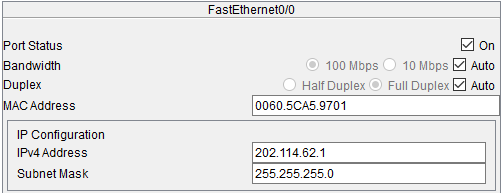 FastEthernet0/0
Port Status On
Bandwidth 100 Mbps 10 Mbps Auto
Duplex Half Duplex Full Duplex Auto
MAC Address 0060.5CA5.9701
IP Configuration
IPv4 Address 202.114.62.1
Subnet Mask 255.255.255.0